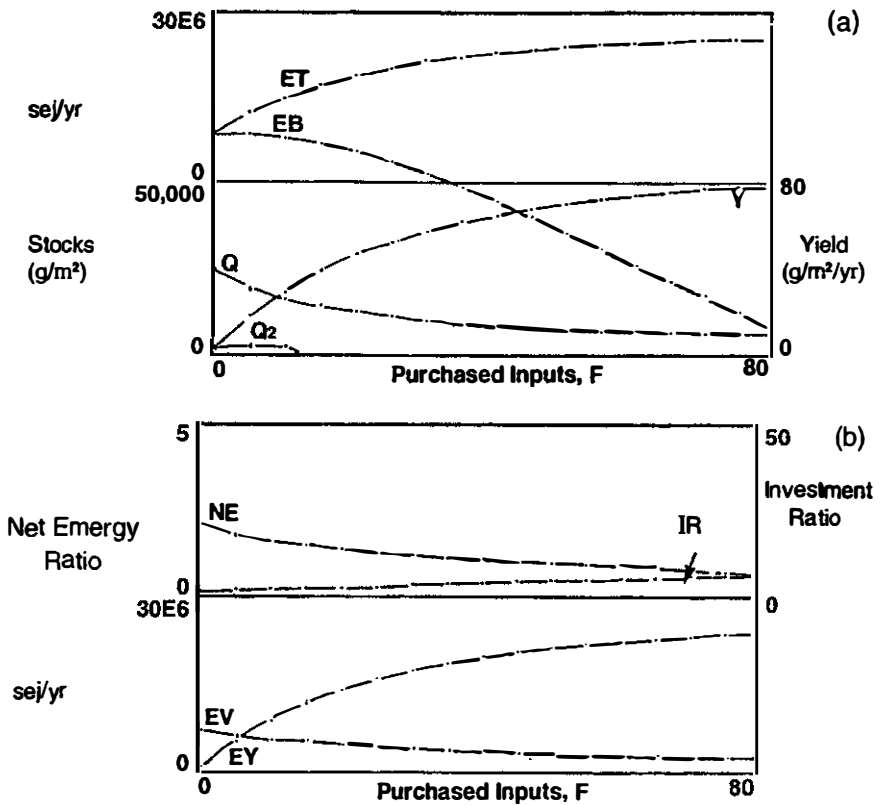 (a)
30E6
ET
sej/yr
EB
0
50,000
80
Y
Stocks
(g/m²)
Yield
(g/m²/yr)
Q
Q2
0
0
0
Purchased Inputs, F
80
(b)
5
50
NE
Investment
Ratio
IR
Net Emergy
Ratio
0
0
30E6
sej/yr
EV
EY
0
0
Purchased Inputs, F
80